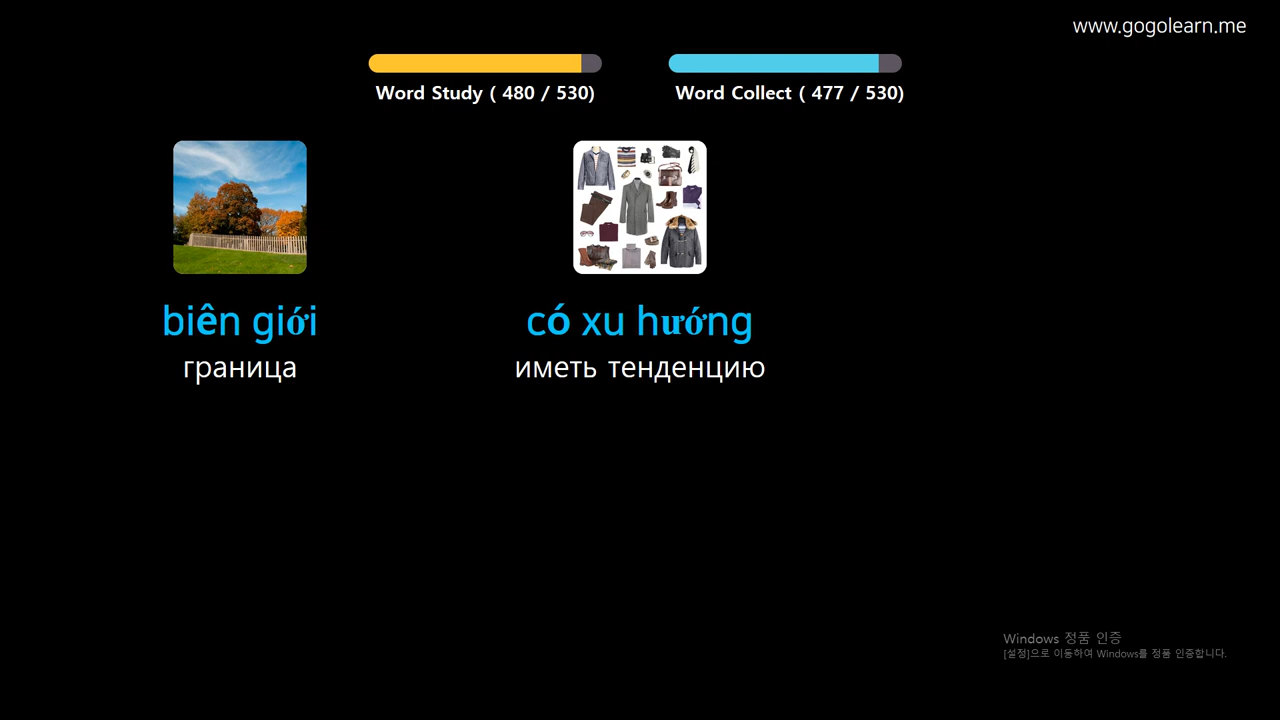 www.gogolearn.me
Word Study ( 480 / 530)
Word Collect ( 477 / 530)
biên giới
граница
có xu hướng
иметь тенденцию
Windows 정품 인증
[설정]으로 이동하여 Windows를 정품 인증합니다.